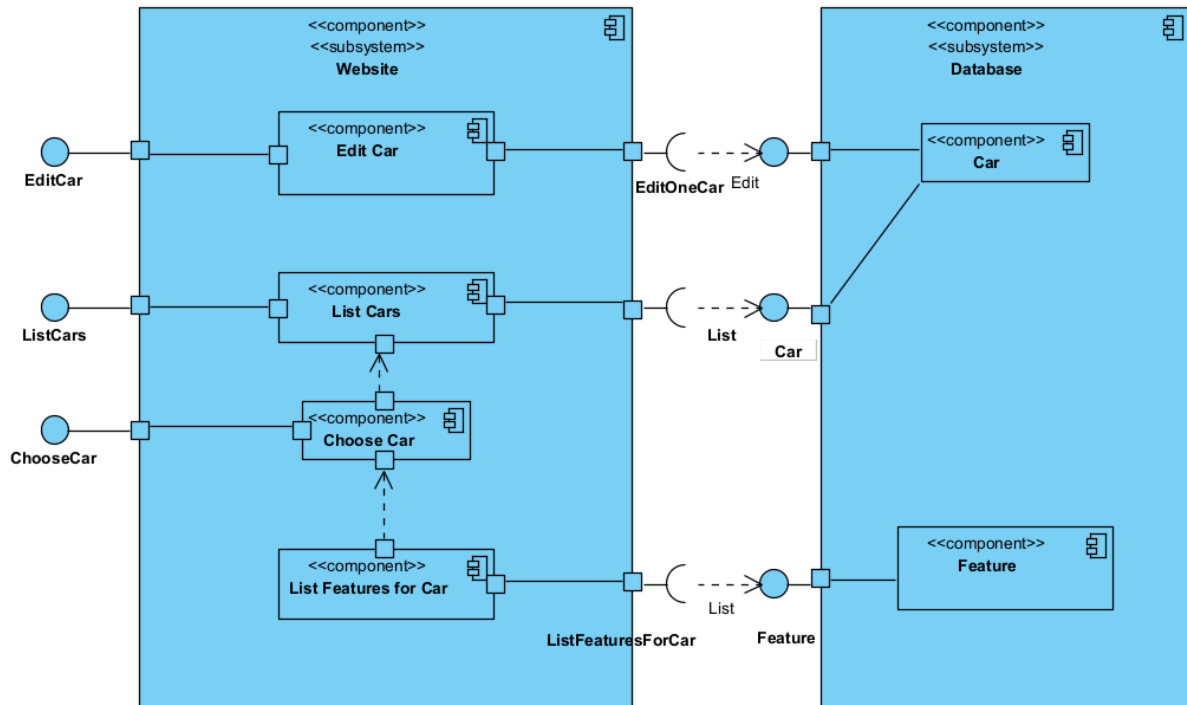 <<component>>
<<subsystem>>
Website
<<component>>
<<subsystem>>
Database
<<component>>
Edit Car
<<component>>
Car
EditCar
EditOneCar
Edit
<<component>>
List Cars
ListCars
List
Car
<<component>>
Choose Car
ChooseCar
<<component>>
List Features for Car
<<component>>
Feature
List
ListFeaturesForCar
Feature